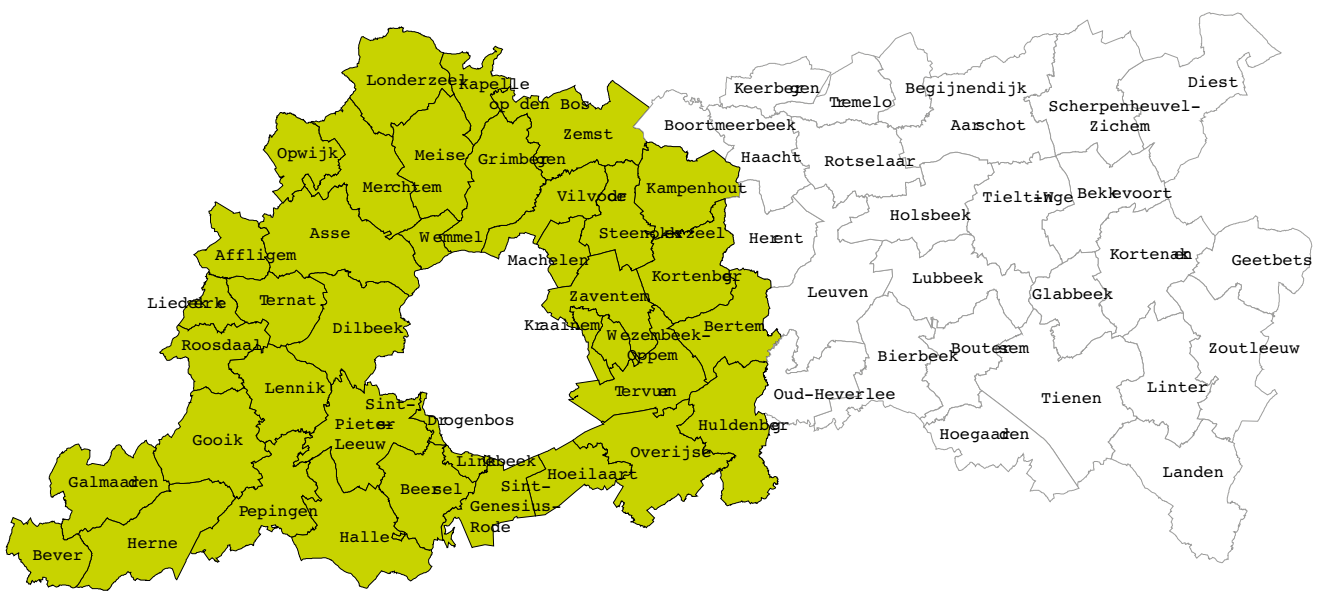 Diest
Londerzeel
Kapelle
op den Bos
Keerbergen
Tremelo
Begijnendijk
Scherpenheuvel-
Zichem
Boortmeerbeek
Aarschot
Zemst
Opwijk
Meise
Grimbergen
Haacht
Rotselaar
Merchtem
Vilvoorde
Kampenhout
Tielt-Winge
Bekkevoort
Holsbeek
Asse
Wemmel
Steenokkerzeel
Herent
Affligem
Machelen
Kortenaken
Geetbets
Kortenberg
Lubbeek
Liedekerke
Ternat
Zaventem
Leuven
Glabbeek
Dilbeek
Kraainem
Wezembeek-
Oppem
Bertem
Roosdaal
Bierbeek
Boutersem
Zoutleeuw
Lennik
Tervuren
Oud-Heverlee
Linter
Tienen
Sint-
Pieters-
Leeuw
Drogenbos
Huldenberg
Gooik
Hoegaarden
Overijse
Linkebeek
Hoeilaart
Landen
Galmaarden
Beersel
Sint-
Genesius-
Rode
Pepingen
Halle
Herne
Bever